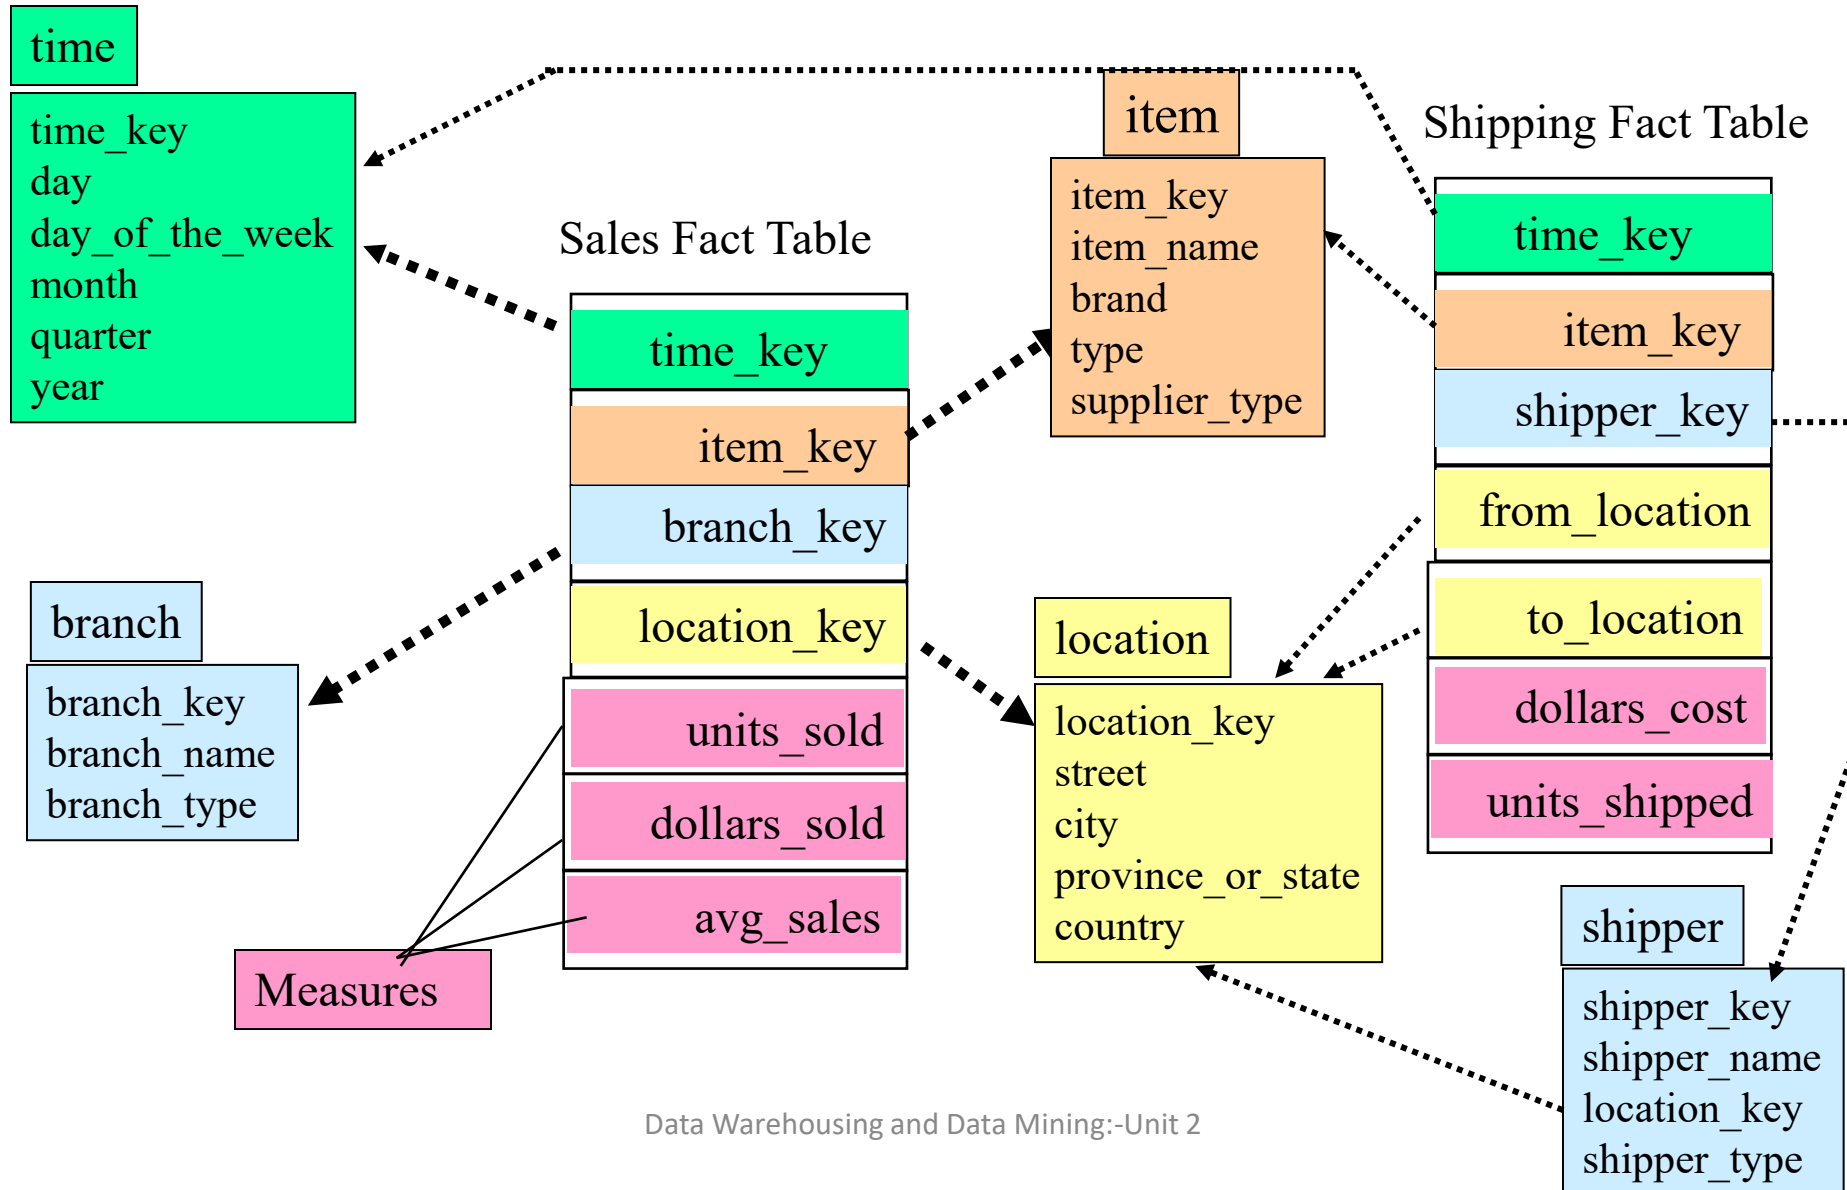 time
time_key
day
day_of_the_week
month
quarter
year
Sales Fact Table
time_key
item_key
branch_key
location_key
units_sold
dollars_sold
avg_sales
Measures
branch
branch_key
branch_name
branch_type
item
item_key
item_name
brand
type
supplier_type
location
location_key
street
city
province_or_state
country
Shipping Fact Table
time_key
item_key
shipper_key
from_location
to_location
dollars_cost
units_shipped
shipper
shipper_key
shipper_name
location_key
shipper_type
Data Warehousing and Data Mining:-Unit 2